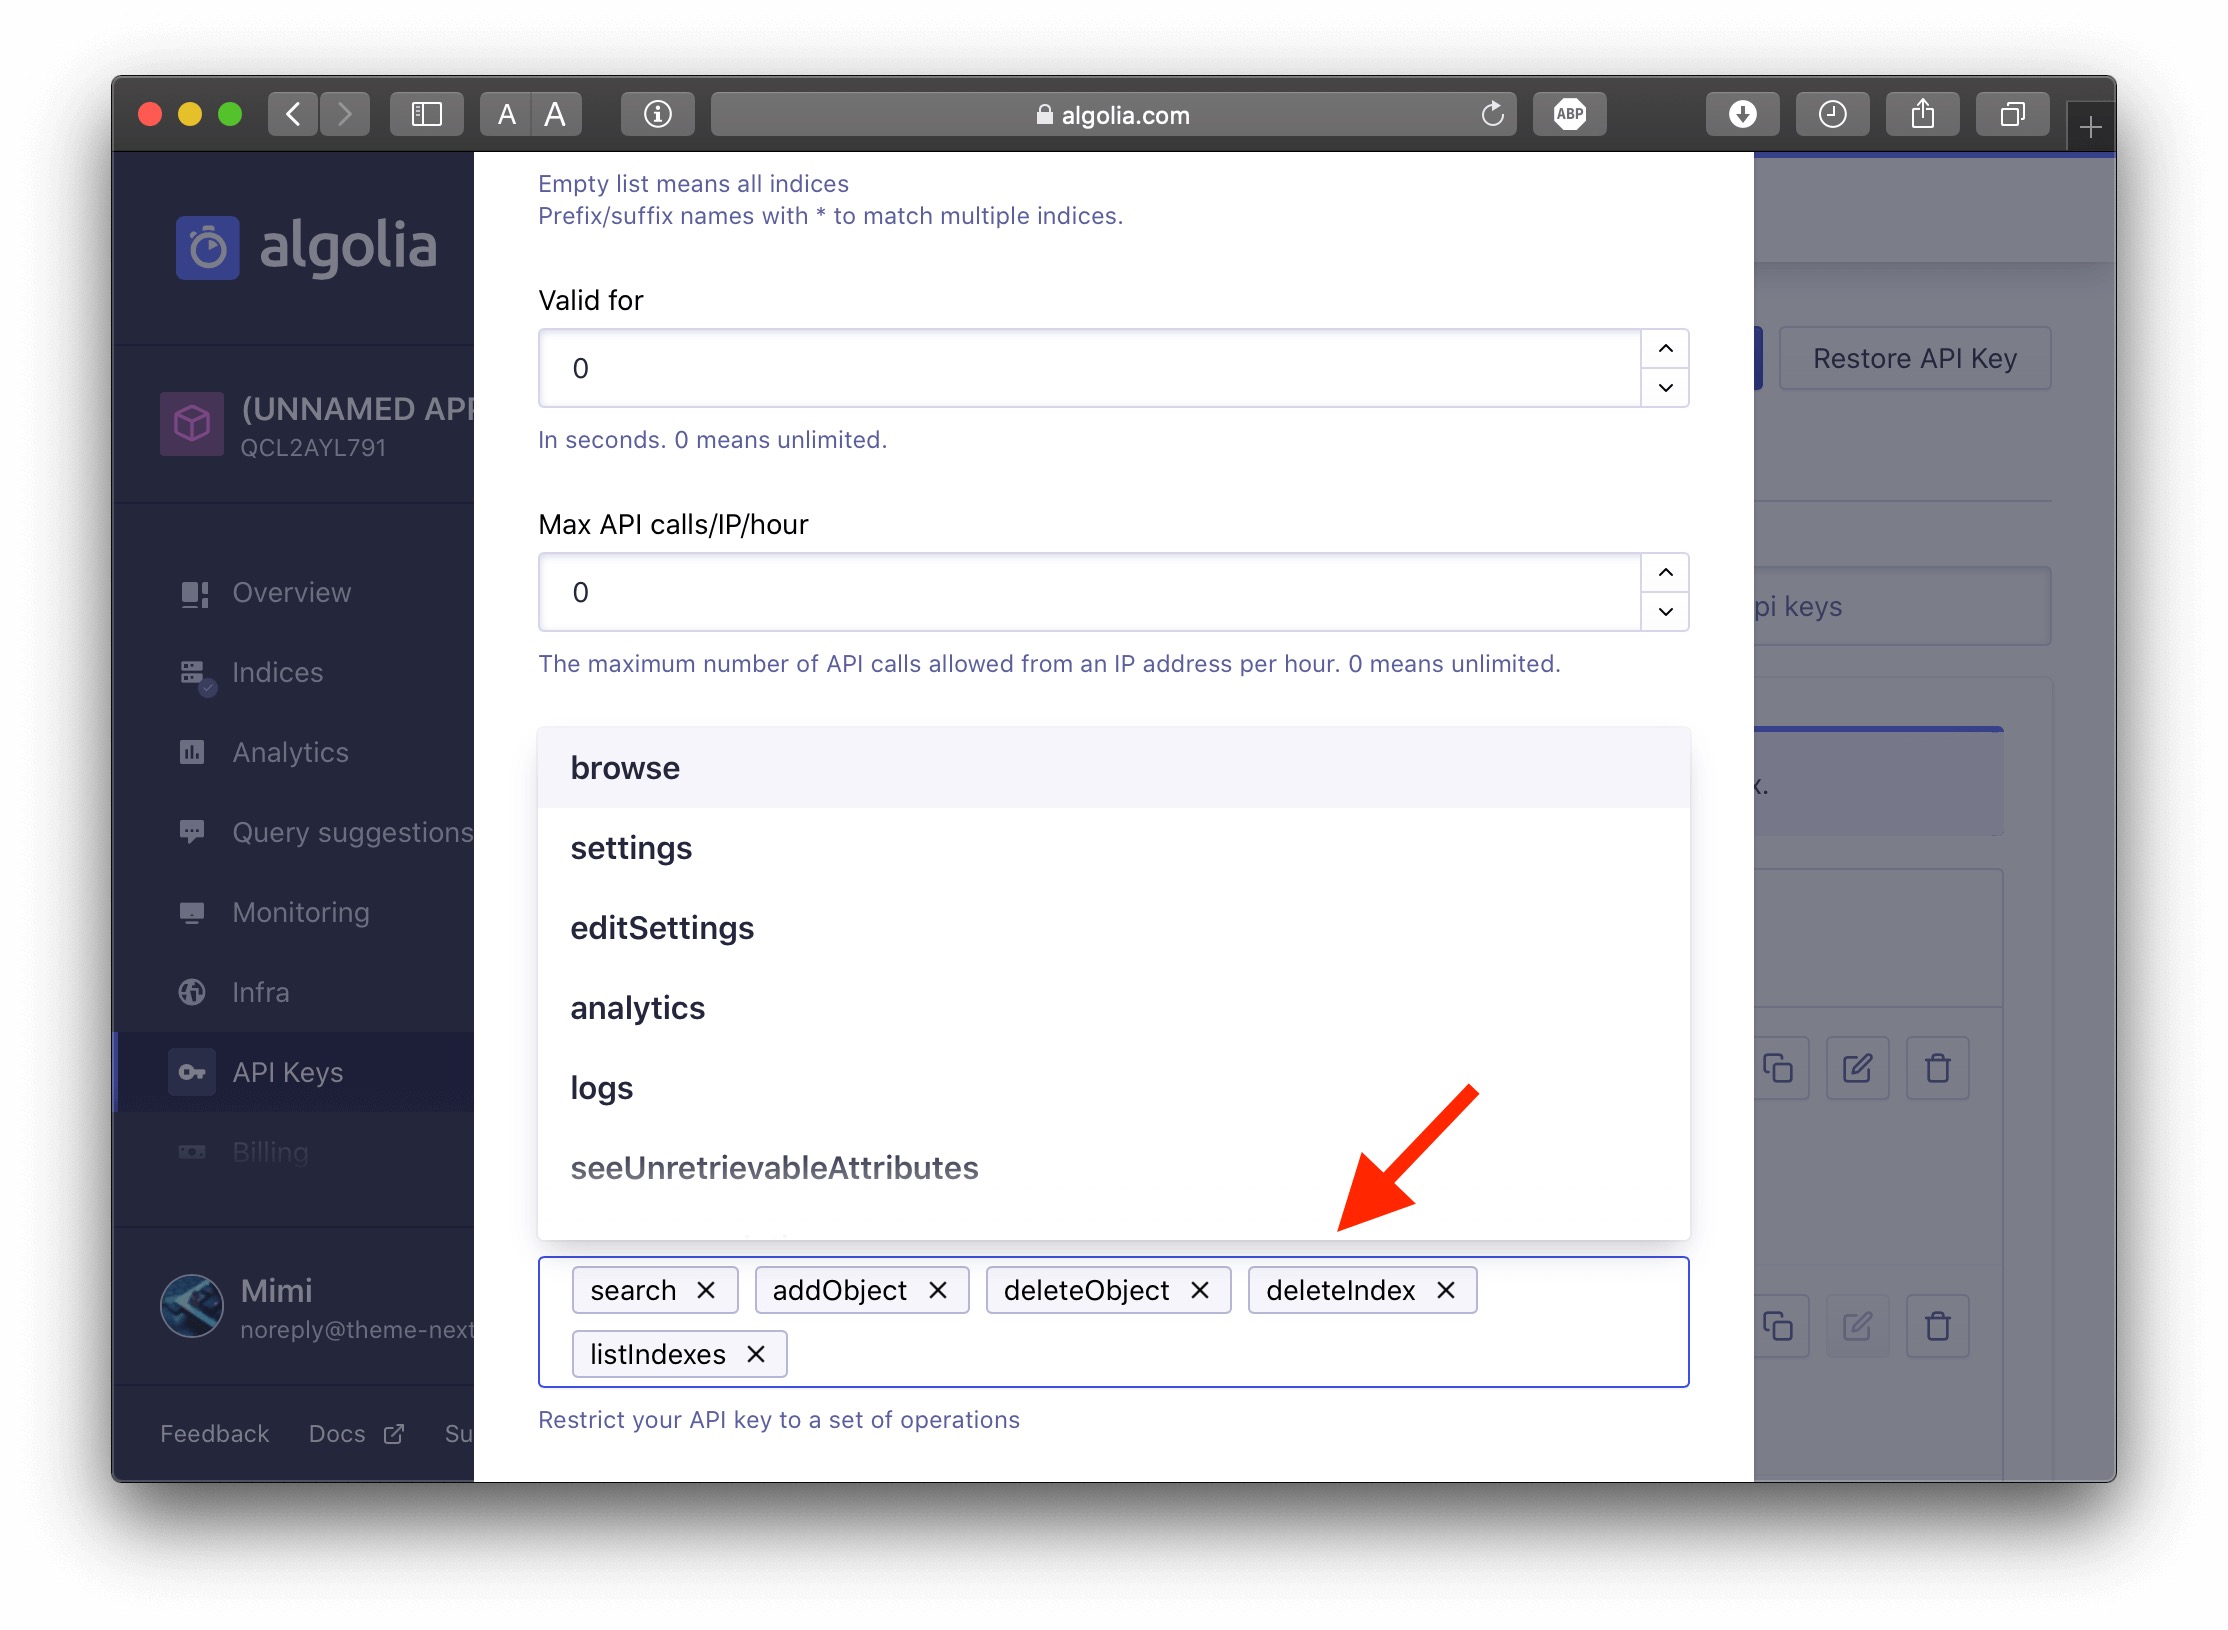 A A
algolia.com
ABP
algolia
(UNNAMED APP
QCL2AYL791
Overview
Indices
Analytics
Query suggestions
Monitoring
Infra
API Keys
Billing
Mimi
noreply@theme-next
Feedback Docs Su
Empty list means all indices
Prefix/suffix names with * to match multiple indices.
Valid for
0
In seconds. 0 means unlimited.
Max API calls/IP/hour
0
The maximum number of API calls allowed from an IP address per hour. 0 means unlimited.
browse
settings
editSettings
analytics
logs
seeUnretrievableAttributes
search addObject deleteObject deleteIndex
listIndexes
Restrict your API key to a set of operations
Restore API Key
pi keys
x.